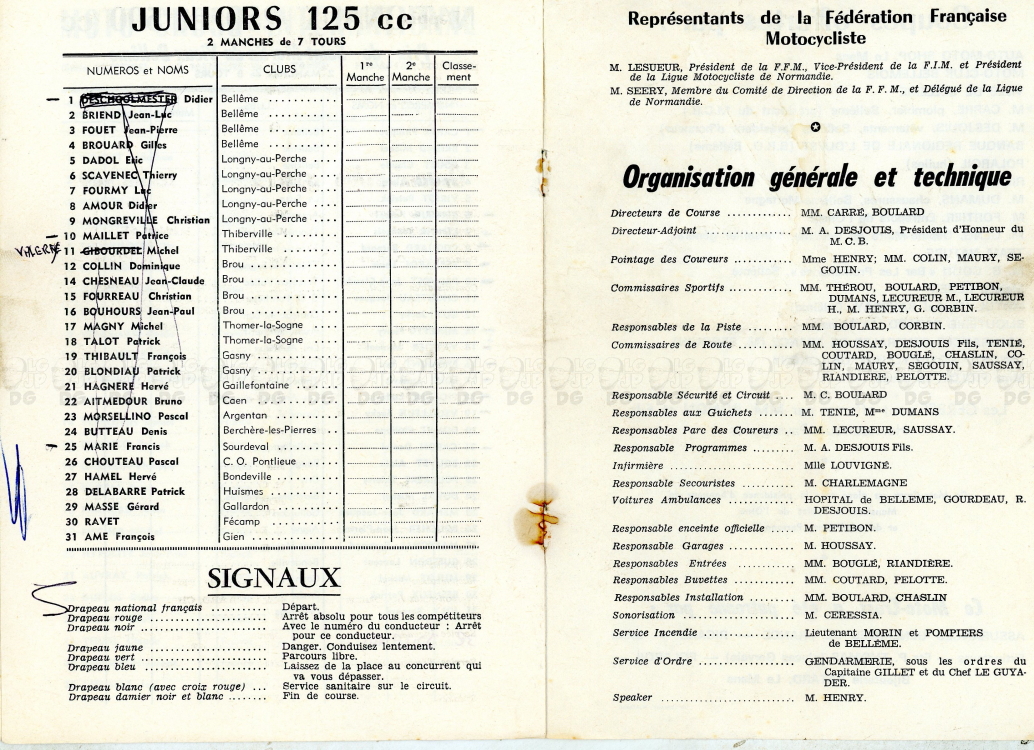 JUNIORS 125 cc
2 MANCHES de 7 TOURS
NUMEROS et NOMS CLUBS 1re Manche 2e Manche Classe-ment
1 DESCHOOLMESTER Didier Bellême ..........
2 BRIEND Jean-Luc Bellême ..........
3 FOUET Jean-Pierre Bellême ..........
4 BROUARD Gilles Bellême ..........
5 DADOL Eric Longny-au-Perche ....
6 SCAVENEC Thierry Longny-au-Perche ....
7 FOURMY Luc Longny-au-Perche ....
8 AMOUR Didier Longny-au-Perche ....
9 MONGREVILLE Christian Longny-au-Perche ....
10 MAILLET Patrice Thiberville ..........
11 GIBOURDEL Michel Thiberville ..........
12 COLLIN Dominique Brou ..............
14 CHESNEAU Jean-Claude Brou ..............
15 FOURREAU Christian Brou ..............
16 BOUHOURS Jean-Paul Brou ..............
17 MAGNY Michel Thomer-la-Sogne ....
18 TALOT Patrick Thomer-la-Sogne ....
19 THIBAULT François Gasny .............
20 BLONDIAU Patrick Gasny .............
21 HAGNERÉ Hervé Gaillefontaine ........
22 AITMEDOUR Bruno Caen ..............
23 MORSELLINO Pascal Argentan ..........
24 BUTTEAU Denis Berchère-les-Pierres ..
25 MARIE Francis Sourdeval .........
26 CHOUTEAU Pascal C. O. Pontlieue ......
27 HAMEL Hervé Bondeville .........
28 DELABARRE Patrick Huismes ...........
29 MASSE Gérard Gallardon ..........
30 RAVET Fécamp ............
31 AME François Gien ...............
SIGNAUX
Drapeau national français .......... Départ.
Drapeau rouge .................. Arrêt absolu pour tous les compétiteurs
Drapeau noir .................. Avec le numéro du conducteur : Arrêt
pour ce conducteur.
Drapeau jaune .................. Danger. Conduisez lentement.
Drapeau vert .................. Parcours libre.
Drapeau bleu .................. Laissez de la place au concurrent qui
va vous dépasser.
Drapeau blanc (avec croix rouge) ... Service sanitaire sur le circuit.
Drapeau damier noir et blanc ........ Fin de course.
Représentants de la Fédération Française
Motocycliste
M. LESUEUR, Président de la F.F.M., Vice-Président de la F.I.M. et Président
de la Ligue Motocycliste de Normandie.
M. SEERY, Membre du Comité de Direction de la F. F. M., et Délégué de la Ligue
de Normandie.
Organisation générale et technique
Directeurs de Course ............ MM. CARRÉ, BOULARD
Directeur-Adjoint ............... M. A. DESJOUIS, Président d'Honneur du
M. C. B.
Pointage des Coureurs .......... Mme HENRY; MM. COLIN, MAURY, SE-
GOUIN.
Commissaires Sportifs .......... MM. THÉROU, BOULARD, PETIBON,
DUMANS, LECUREUR M., LECUREUR
H., M. HENRY, G. CORBIN.
Responsables de la Piste ........ MM. BOULARD, CORBIN.
Commissaires de Route .......... MM. HOUSSAY, DESJOUIS Fils, TENIÉ,
COUTARD, BOUGLÉ, CHASLIN, CO-
LIN, MAURY, SEGOUIN, SAUSSAY,
RIANDIERE, PELOTTE.
Responsable Sécurité et Circuit .... M. C. BOULARD
Responsables aux Guichets ........ M. TENIÉ, Mme DUMANS
Responsables Parc des Coureurs .. MM. LECUREUR, SAUSSAY.
Responsable Programmes ........ M. A. DESJOUIS Fils.
Infirmière ..................... Mlle LOUVIGNÉ.
Responsable Secouristes .......... M. CHARLEMAGNE
Voitures Ambulances ............ HOPITAL de BELLEME, GOURDEAU, R.
DESJOUIS.
Responsable enceinte officielle .... M. PETIBON.
Responsable Garages ............ M. HOUSSAY.
Responsables Entrées ............ MM. BOUGLÉ, RIANDIÈRE.
Responsables Buvettes .......... MM. COUTARD, PELOTTE.
Responsables Installation ........ MM. BOULARD, CHASLIN
Sonorisation ................... M. CERESSIA.
Service Incendie ................ Lieutenant MORIN et POMPIERS
de BELLÊME.
Service d'Ordre ................ GENDARMERIE, sous les ordres du
Capitaine GILLET et du Chef LE GUYA-
DER.
Speaker ....................... M. HENRY.